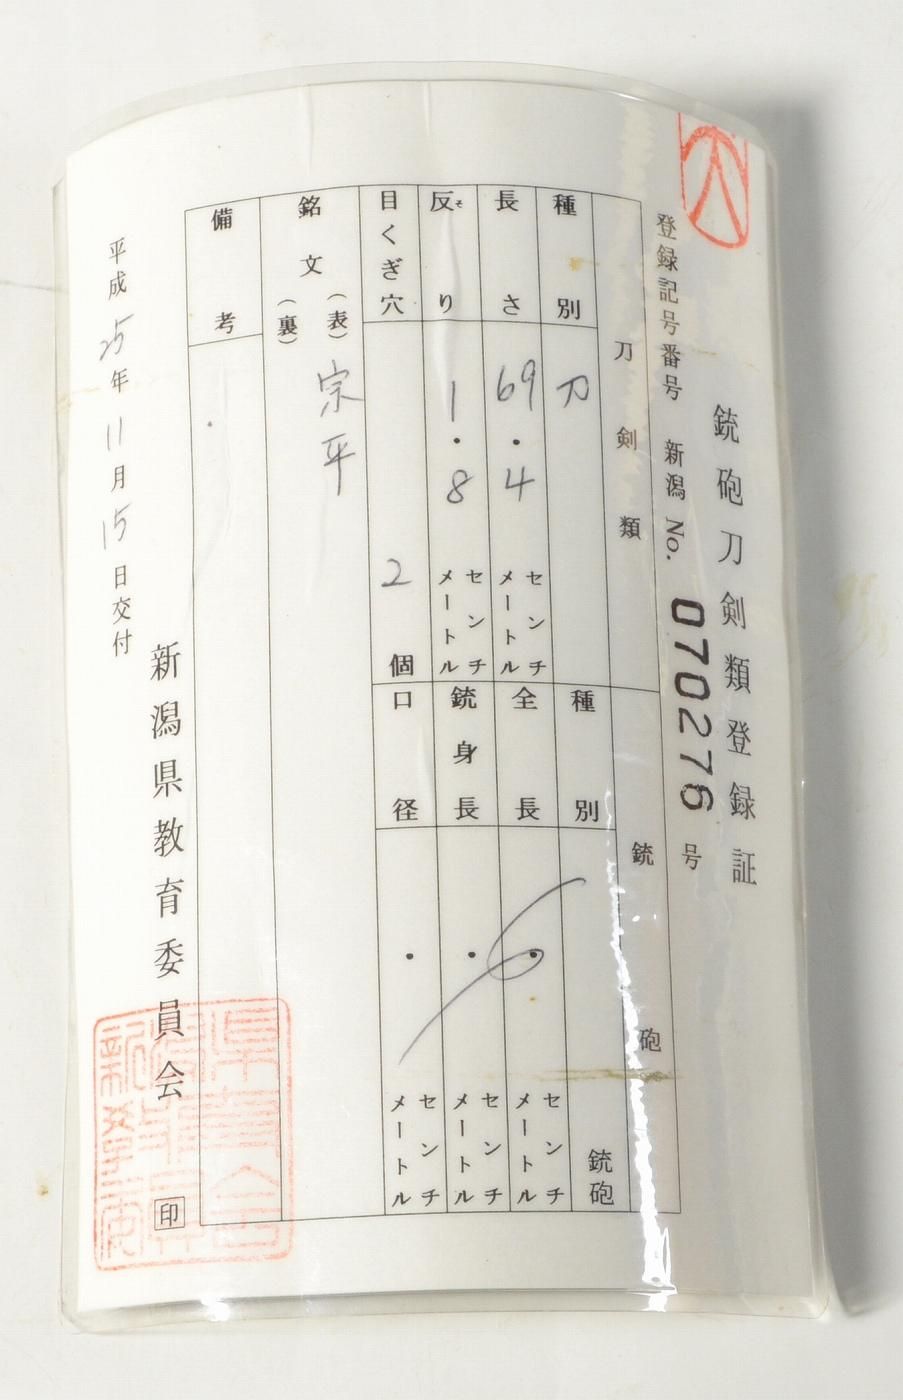 銃砲刀剣類登録証
登録記号番号 新潟 No. 070276 号
刀剣類 銃砲
種別 刀 種別 銃砲
長さ 69.4 センチメートル 全長 ・ センチメートル
反り 1.8 センチメートル 銃身長 ・ センチメートル
目くぎ穴 2 個 口径 ・ センチメートル
銘文 (表) 宗平
(裏)
備考
新潟県教育委員会 印
平成25年11月15日交付